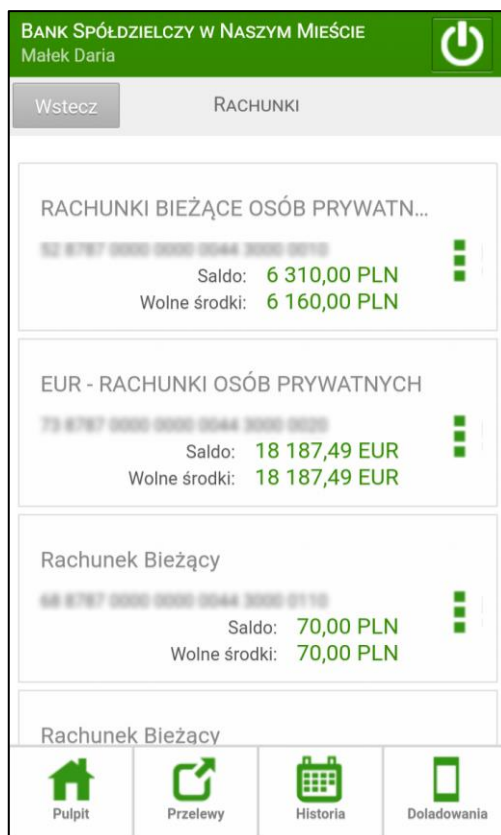 BANK SPÓŁDZIELCZY W NASZYM MIEŚCIE
Małek Daria
Wstecz
RACHUNKI
RACHUNKI BIEŻĄCE OSÓB PRYWATN...
Saldo: 6 310,00 PLN
Wolne środki: 6 160,00 PLN
EUR - RACHUNKI OSÓB PRYWATNYCH
Saldo: 18 187,49 EUR
Wolne środki: 18 187,49 EUR
Rachunek Bieżący
Saldo: 70,00 PLN
Wolne środki: 70,00 PLN
Rachunek Bieżący
Pulpit
Przelewy
Historia
Doladowania